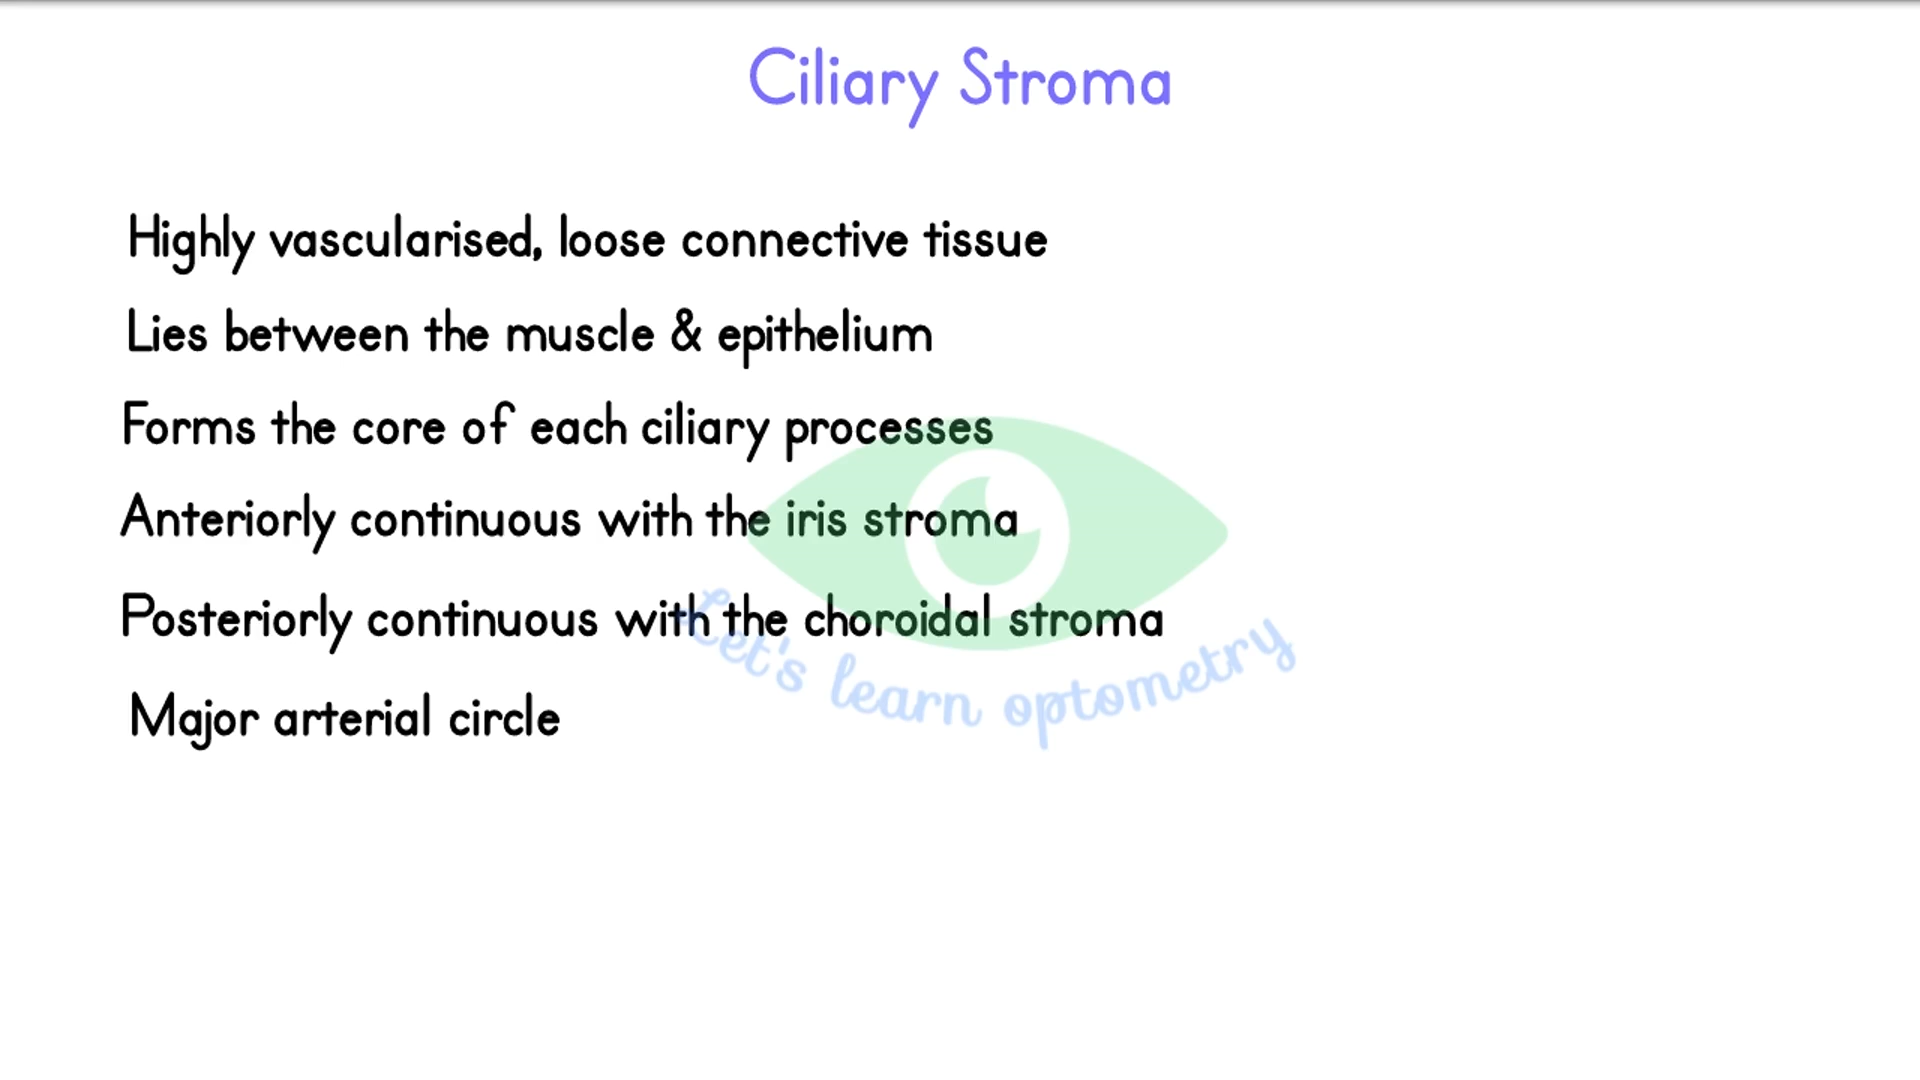 Ciliary Stroma
Highly vascularised, loose connective tissue
Lies between the muscle & epithelium
Forms the core of each ciliary processes
Anteriorly continuous with the iris stroma
Posteriorly continuous with the choroidal stroma
Let's learn optometry
Major arterial circle